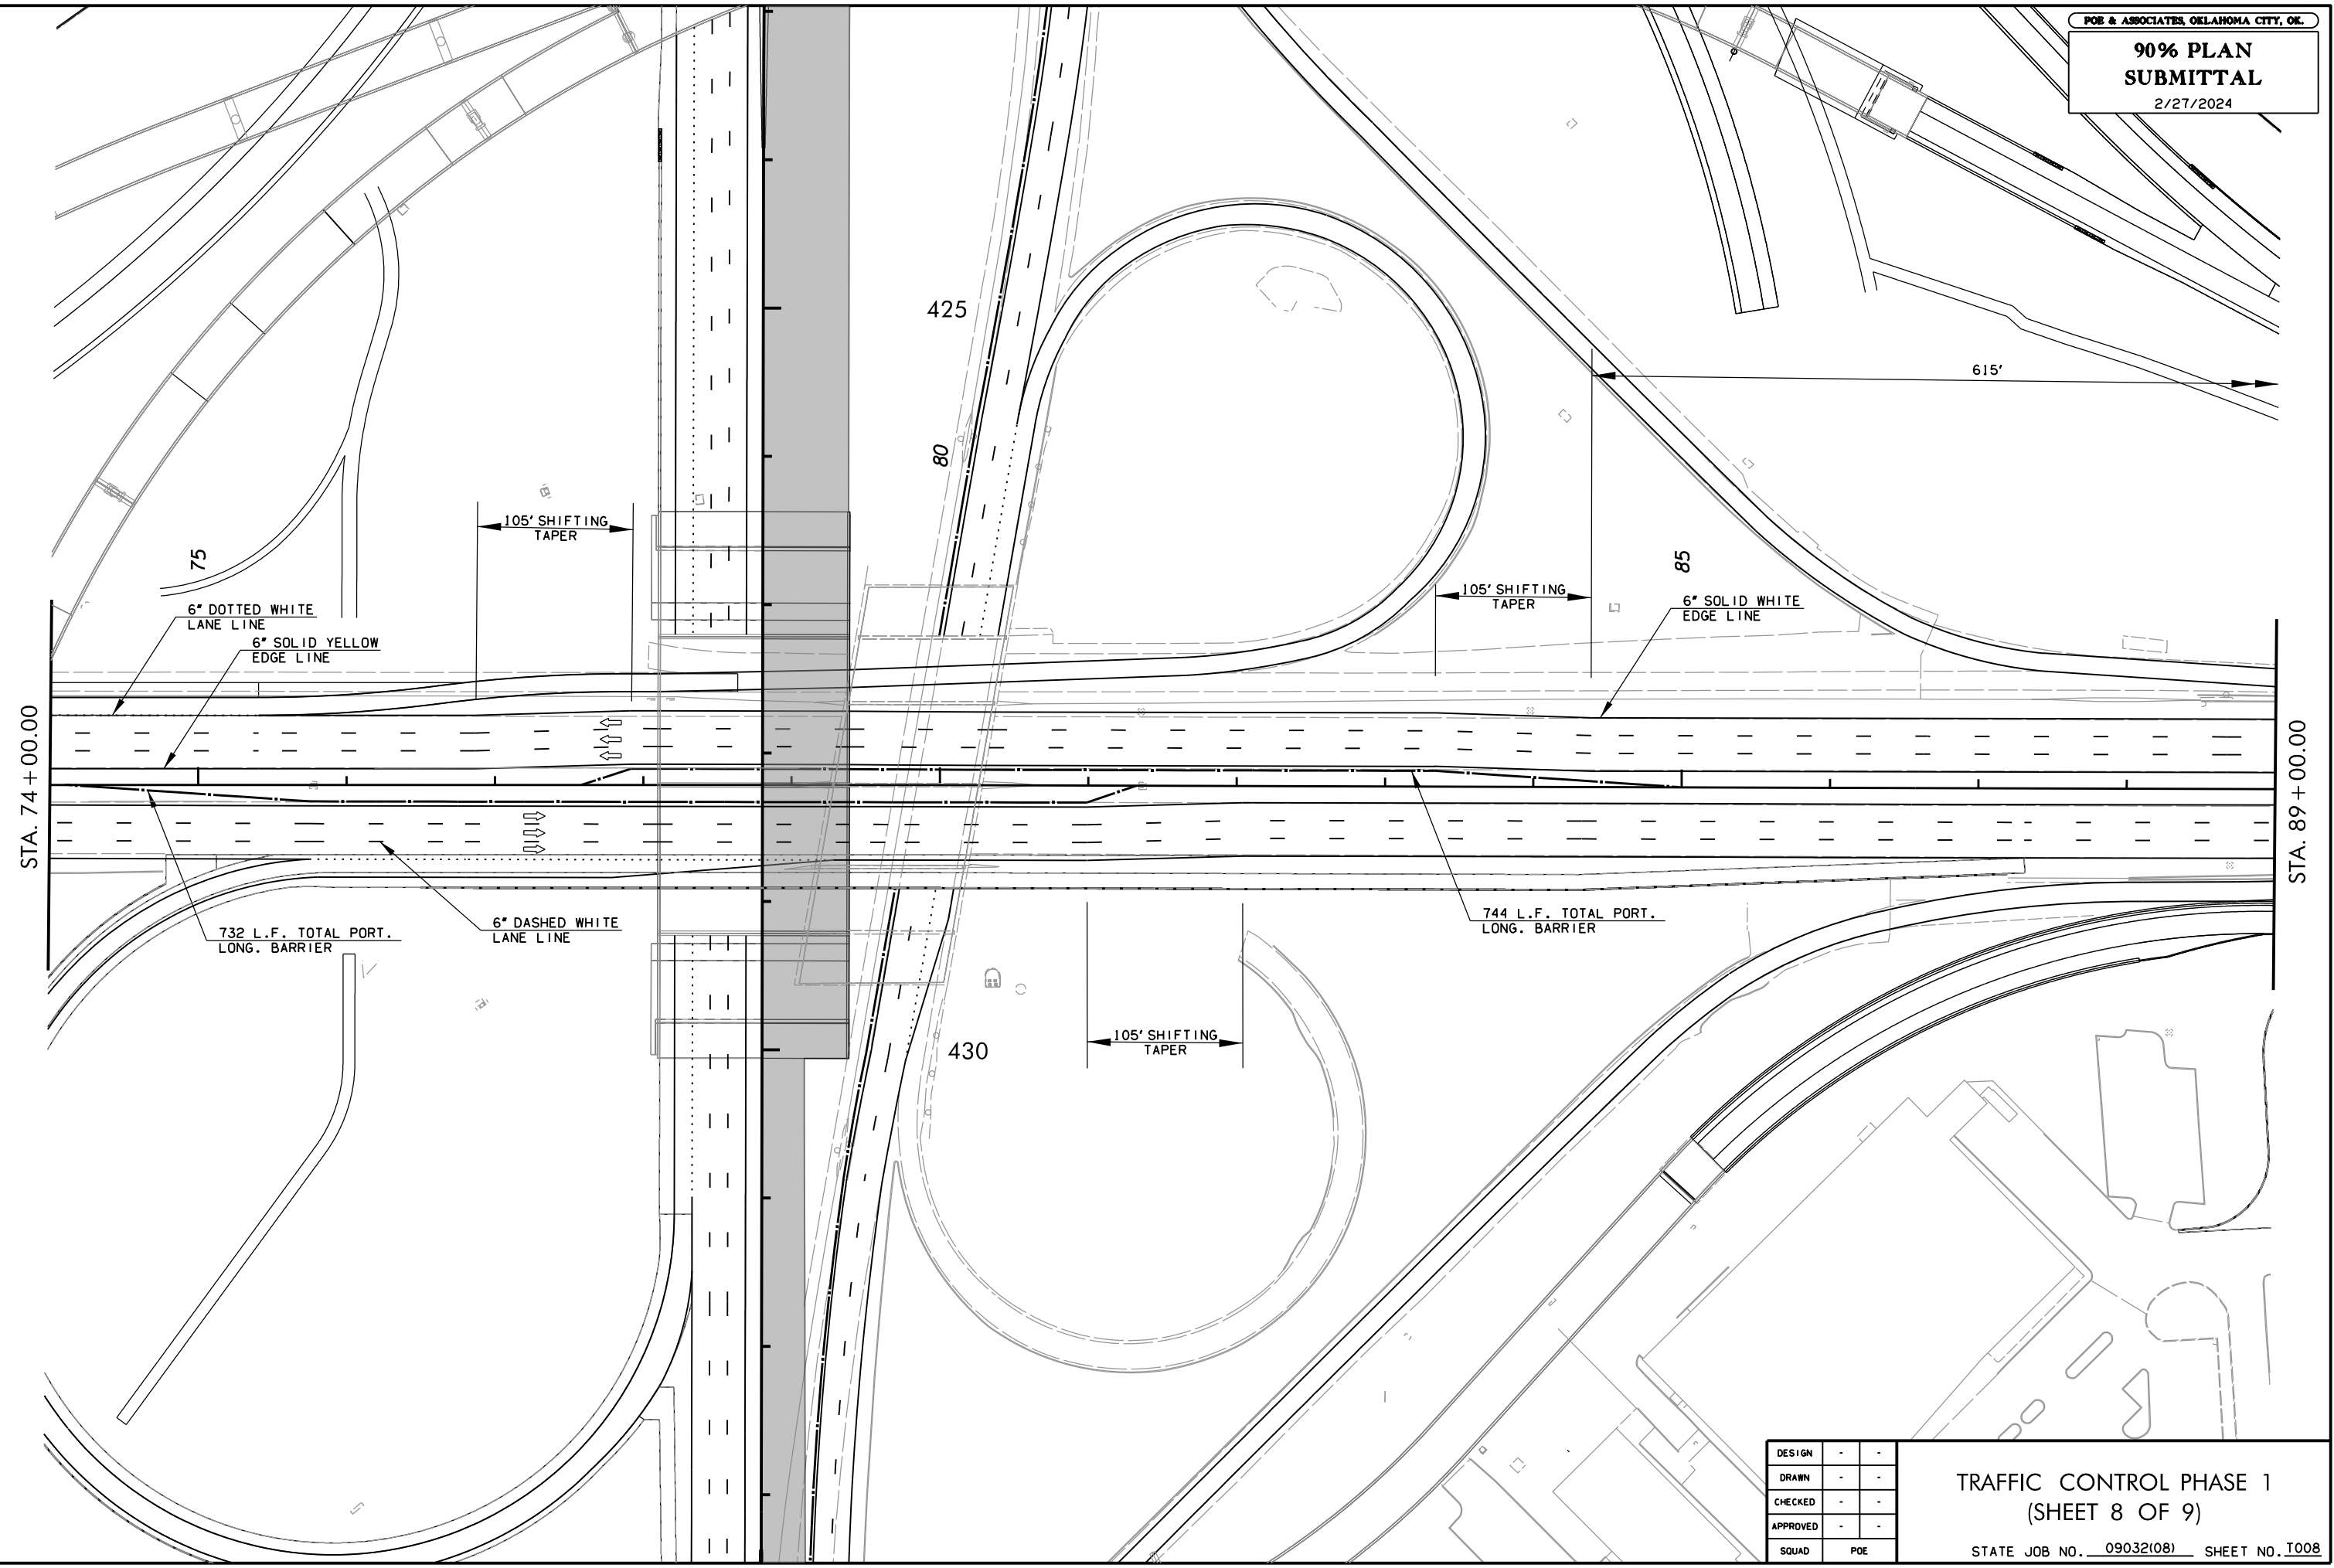 POE & ASSOCIATES, OKLAHOMA CITY, OK.
90% PLAN
SUBMITTAL
2/27/2024
425
615'
80
105' SHIFTING
TAPER
75
85
105' SHIFTING
TAPER
6" DOTTED WHITE
LANE LINE
6" SOLID YELLOW
EDGE LINE
6" SOLID WHITE
EDGE LINE
STA. 74+00.00
STA. 89+00.00
732 L.F. TOTAL PORT.
LONG. BARRIER
6" DASHED WHITE
LANE LINE
744 L.F. TOTAL PORT.
LONG. BARRIER
105' SHIFTING
TAPER
430
DESIGN - -
DRAWN - -
CHECKED - -
APPROVED - -
SQUAD POE
TRAFFIC CONTROL PHASE 1
(SHEET 8 OF 9)
STATE JOB NO. 09032(08) SHEET NO. T008